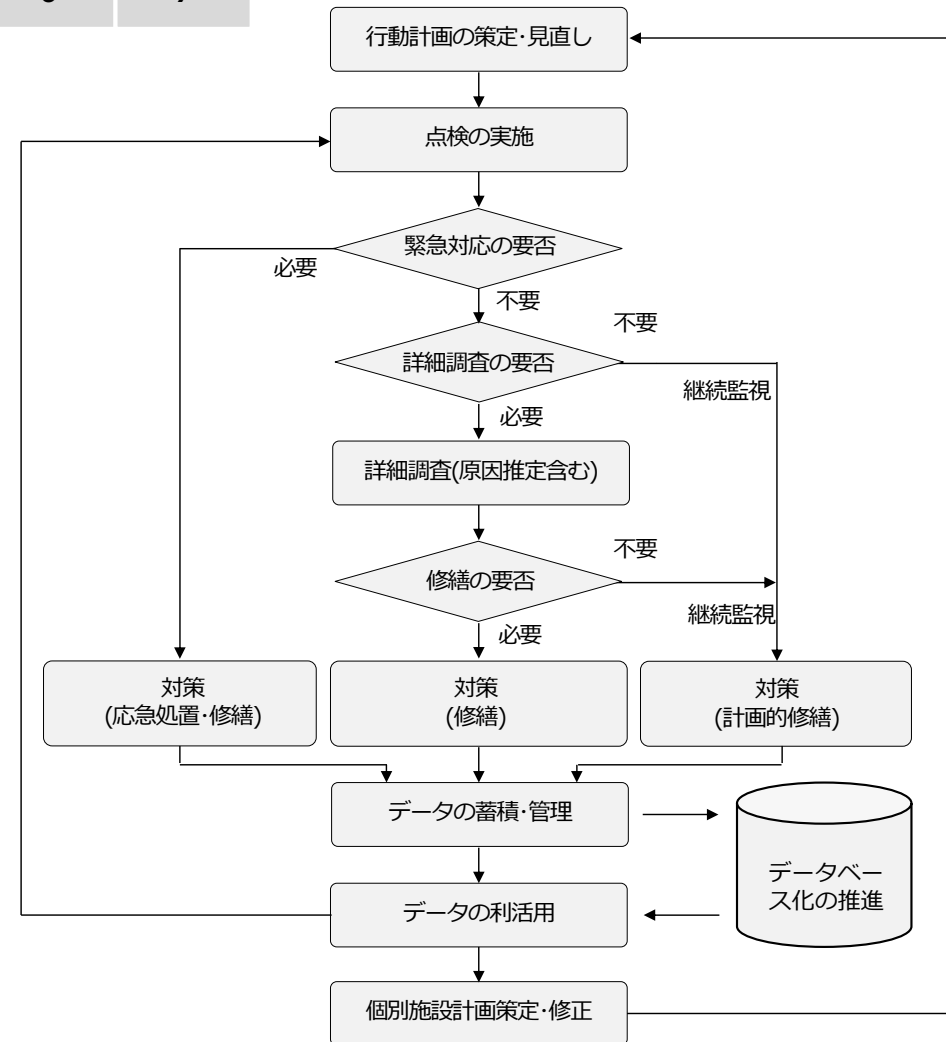 行動計画の策定･見直し
点検の実施
緊急対応の要否
必要
不要
不要
詳細調査の要否
継続監視
必要
詳細調査(原因推定含む)
不要
修繕の要否
継続監視
必要
対策
(応急処置･修繕)
対策
(修繕)
対策
(計画的修繕)
データの蓄積･管理
データベー
ス化の推進
データの利活用
個別施設計画策定･修正